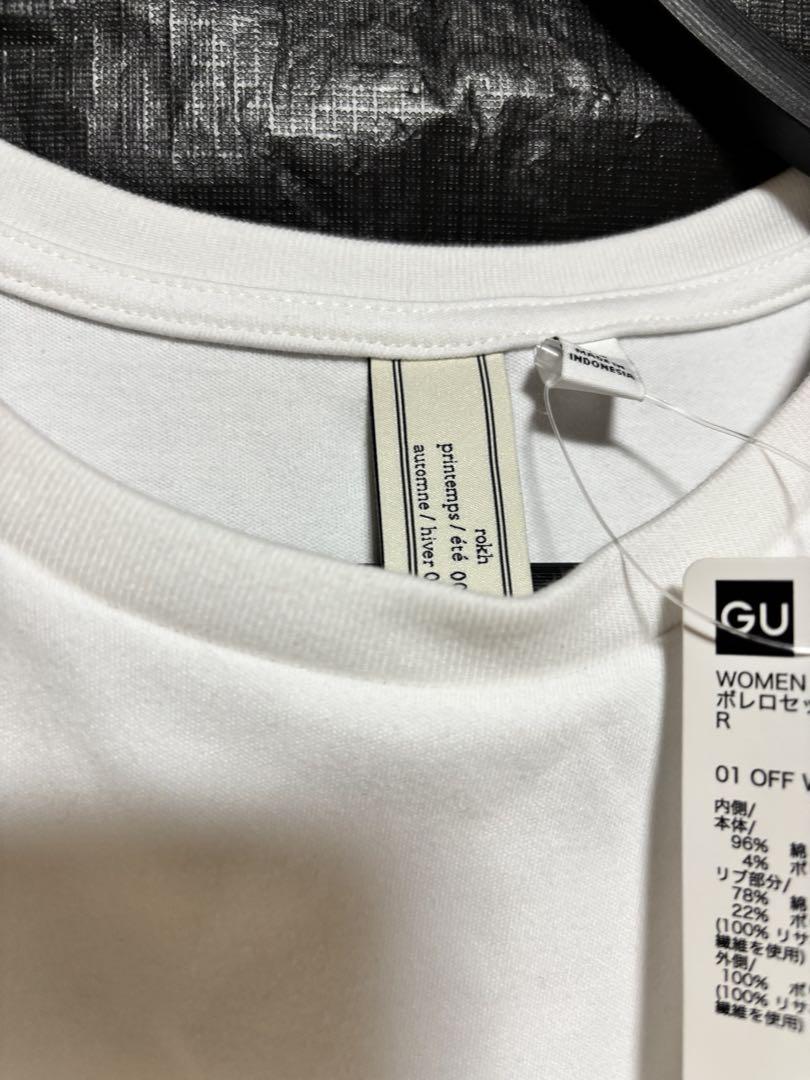 MADE IN
INDONESIA
rokh
printemps / été 00
automne / hiver 0
GU
WOMEN
ボレロセッ
R
01 OFF
内側/
本体/
96% 綿
4% ポ
リブ部分/
78% 綿
22% ポ
(100% リサ
繊維を使用)
外側/
100% ポ
(100% リサ
繊維を使用)